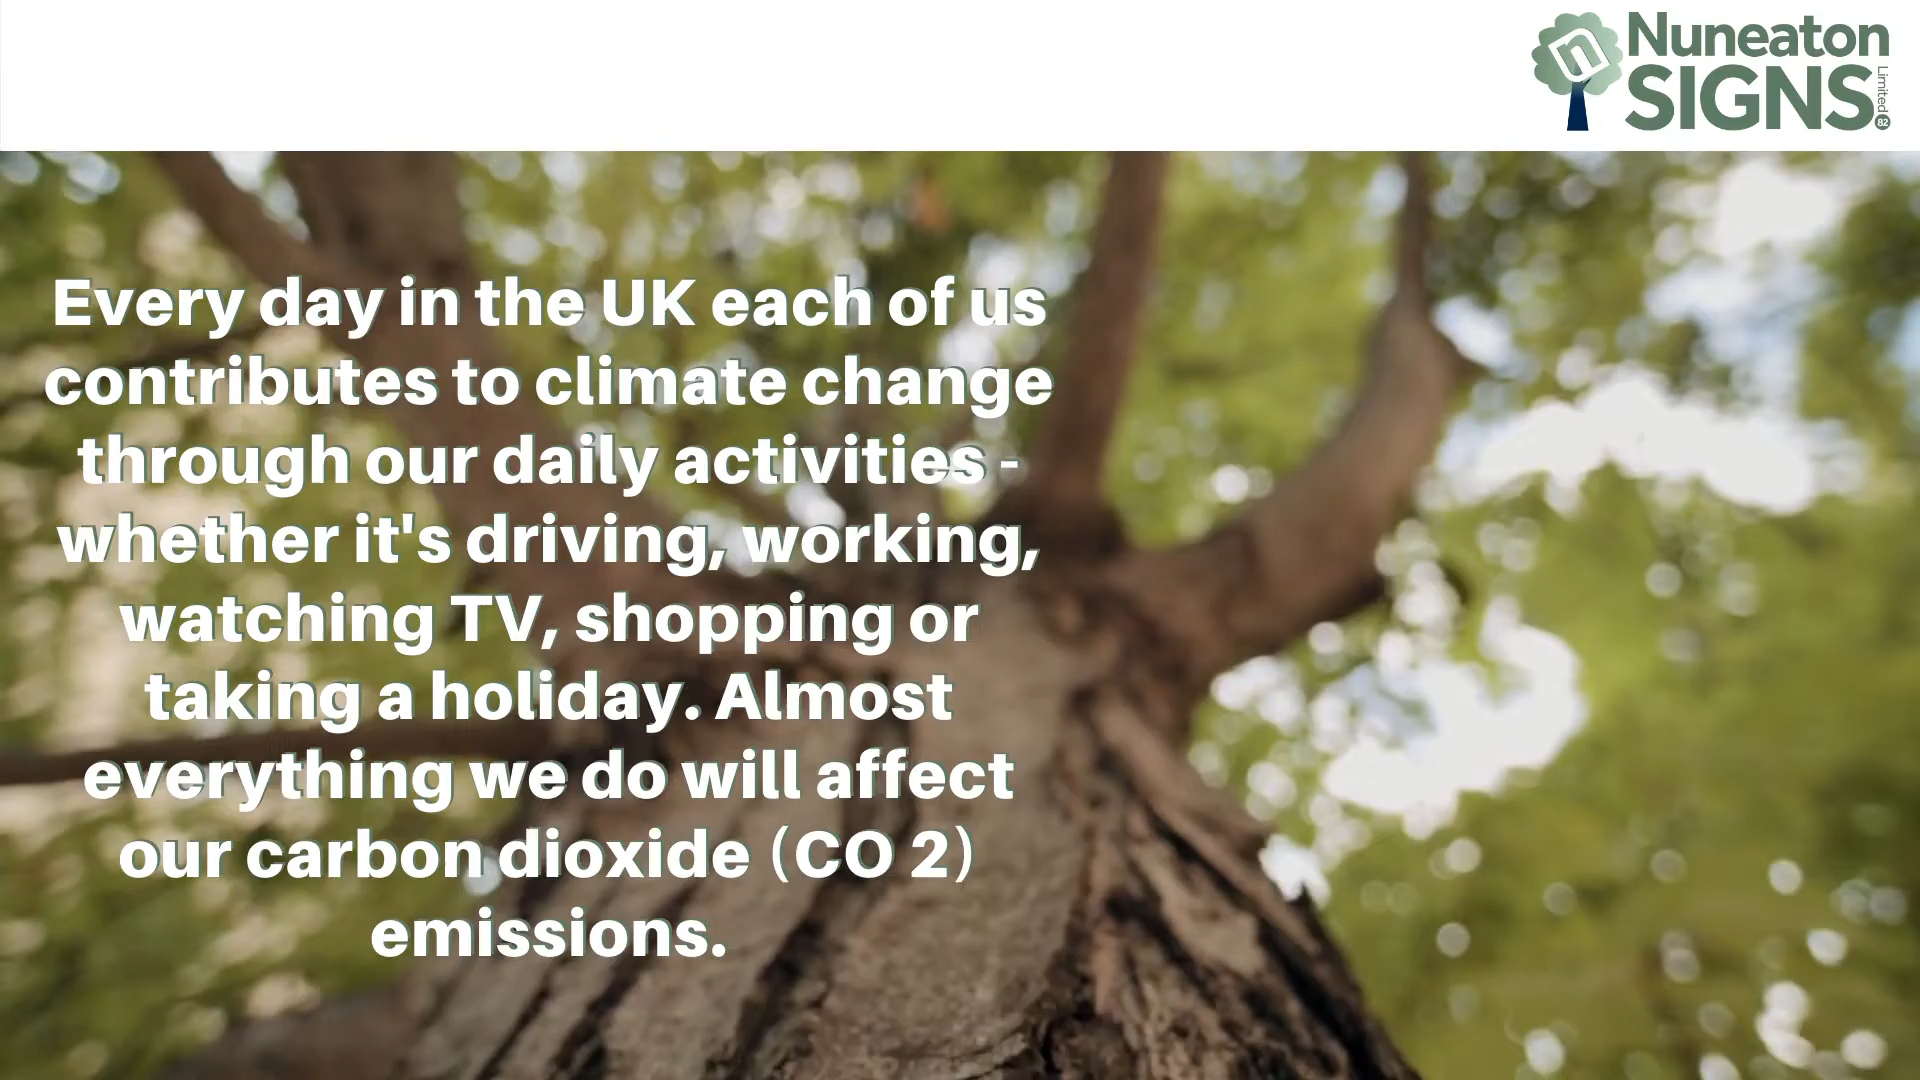 Nuneaton
SIGNS
Limited
82
Every day in the UK each of us
contributes to climate change
through our daily activities -
whether it's driving, working,
watching TV, shopping or
taking a holiday. Almost
everything we do will affect
our carbon dioxide (CO 2)
emissions.